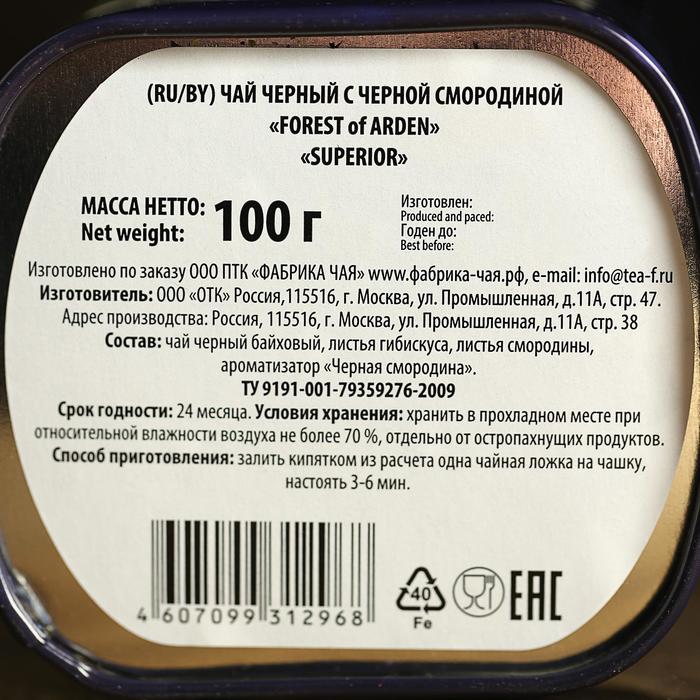 (RU/BY) ЧАЙ ЧЕРНЫЙ С ЧЕРНОЙ СМОРОДИНОЙ
«FOREST of ARDEN»
«SUPERIOR»
МАССА НЕТТО: 100 г
Net weight:
Изготовлен:
Produced and paced:
Годен до:
Best before:
Изготовлено по заказу ООО ПТК «ФАБРИКА ЧАЯ» www.фабрика-чая.рф, e-mail: info@tea-f.ru
Изготовитель: ООО «ОТК» Россия,115516, г. Москва, ул. Промышленная, д.11А, стр. 47.
Адрес производства: Россия, 115516, г. Москва, ул. Промышленная, д.11А, стр. 38
Состав: чай черный байховый, листья гибискуса, листья смородины,
ароматизатор «Черная смородина».
ТУ 9191-001-79359276-2009
Срок годности: 24 месяца. Условия хранения: хранить в прохладном месте при
относительной влажности воздуха не более 70 %, отдельно от остропахнущих продуктов.
Способ приготовления: залить кипятком из расчета одна чайная ложка на чашку,
настоять 3-6 мин.
4 607099 312968
40
Fe
EAC